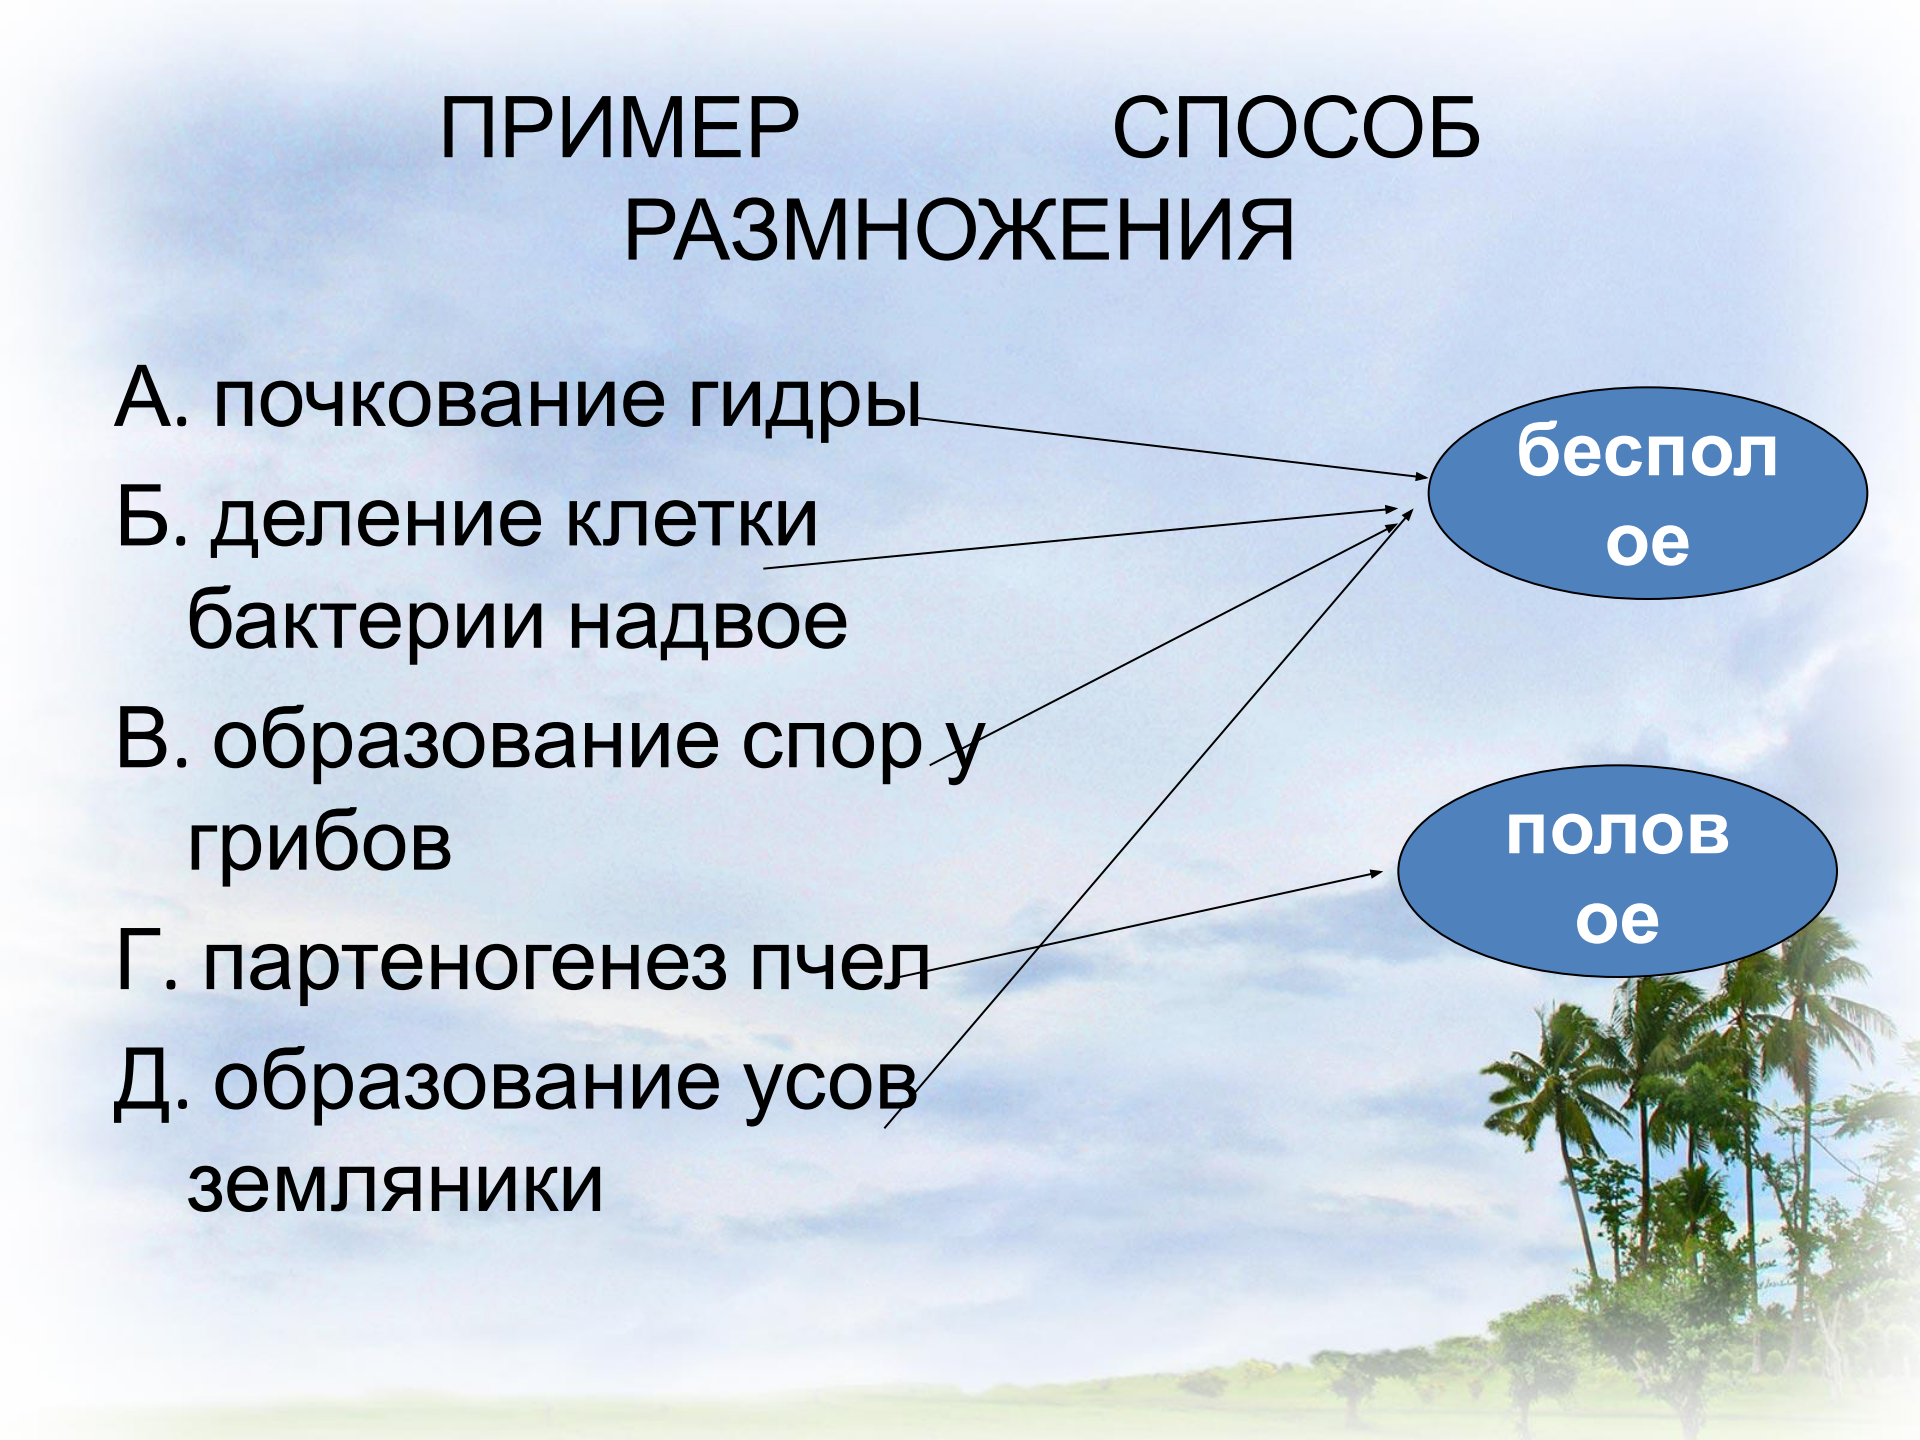 ПРИМЕР СПОСОБ
РАЗМНОЖЕНИЯ
А. почкование гидры
Б. деление клетки
бактерии надвое
В. образование спор у
грибов
Г. партеногенез пчел
Д. образование усов
земляники
беспол
ое
полов
ое